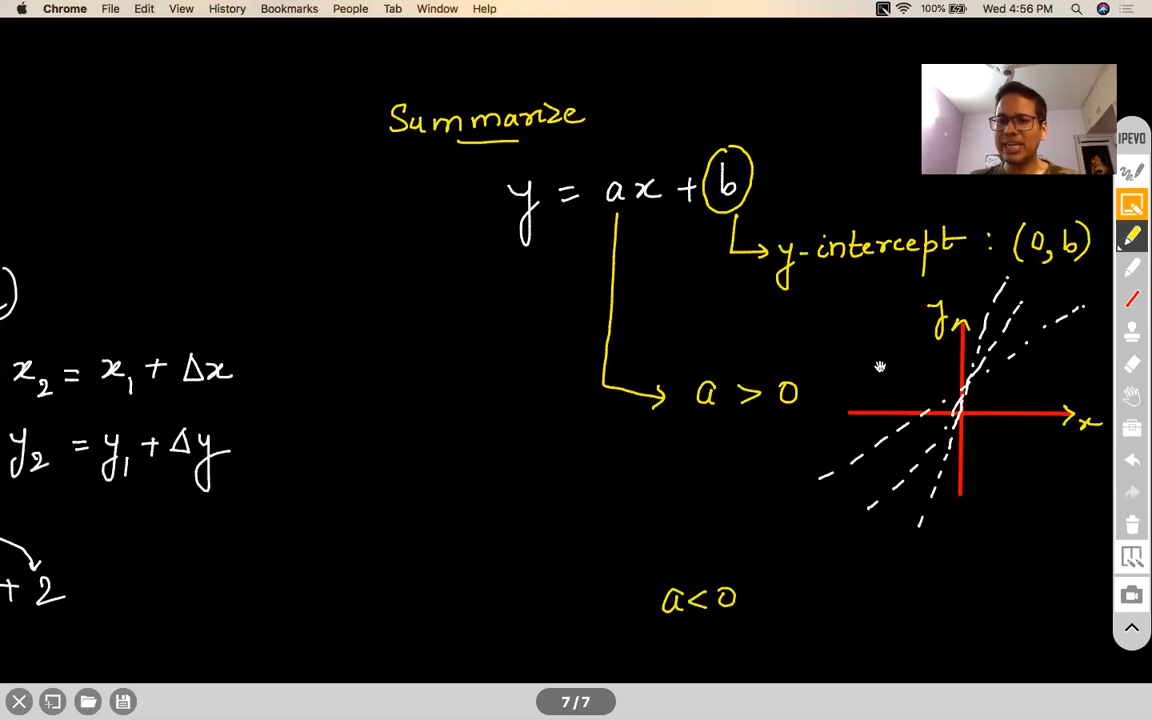 Chrome File Edit View History Bookmarks People Tab Window Help 100% Wed 4:56 PM
Summarize
IPEVO
y = ax + b
y-intercept : (0, b)
y
x₂ = x₁ + Δx
a > 0
x
y₂ = y₁ + Δy
+ 2
a < 0
7 / 7